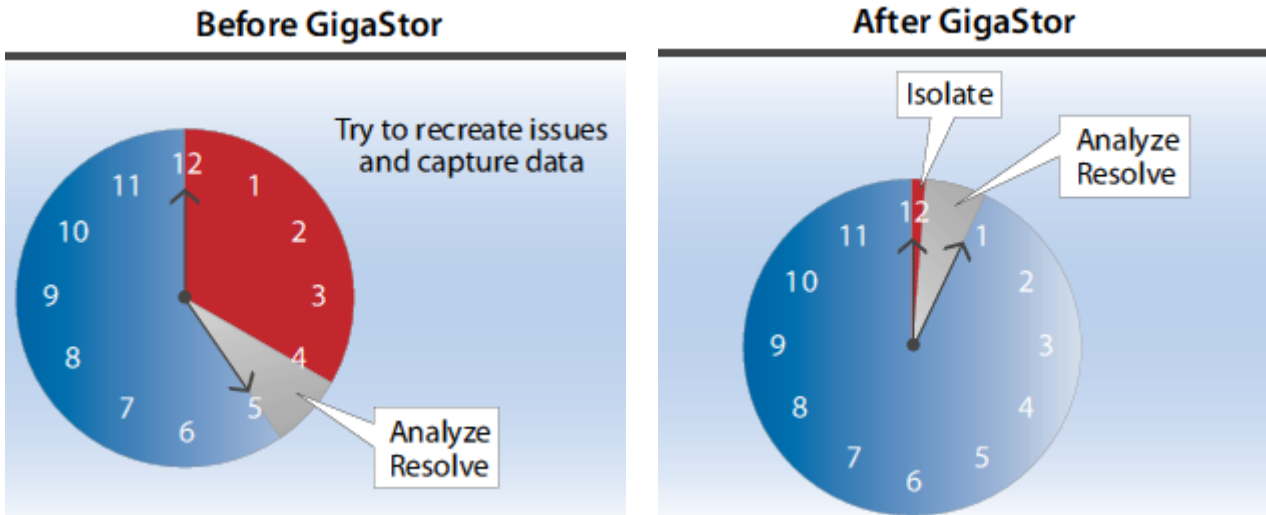 Before GigaStor
Try to recreate issues
and capture data
12
1
2
3
4
5
6
7
8
9
10
11
Analyze
Resolve
After GigaStor
Isolate
Analyze
Resolve
12
1
2
3
4
5
6
7
8
9
10
11